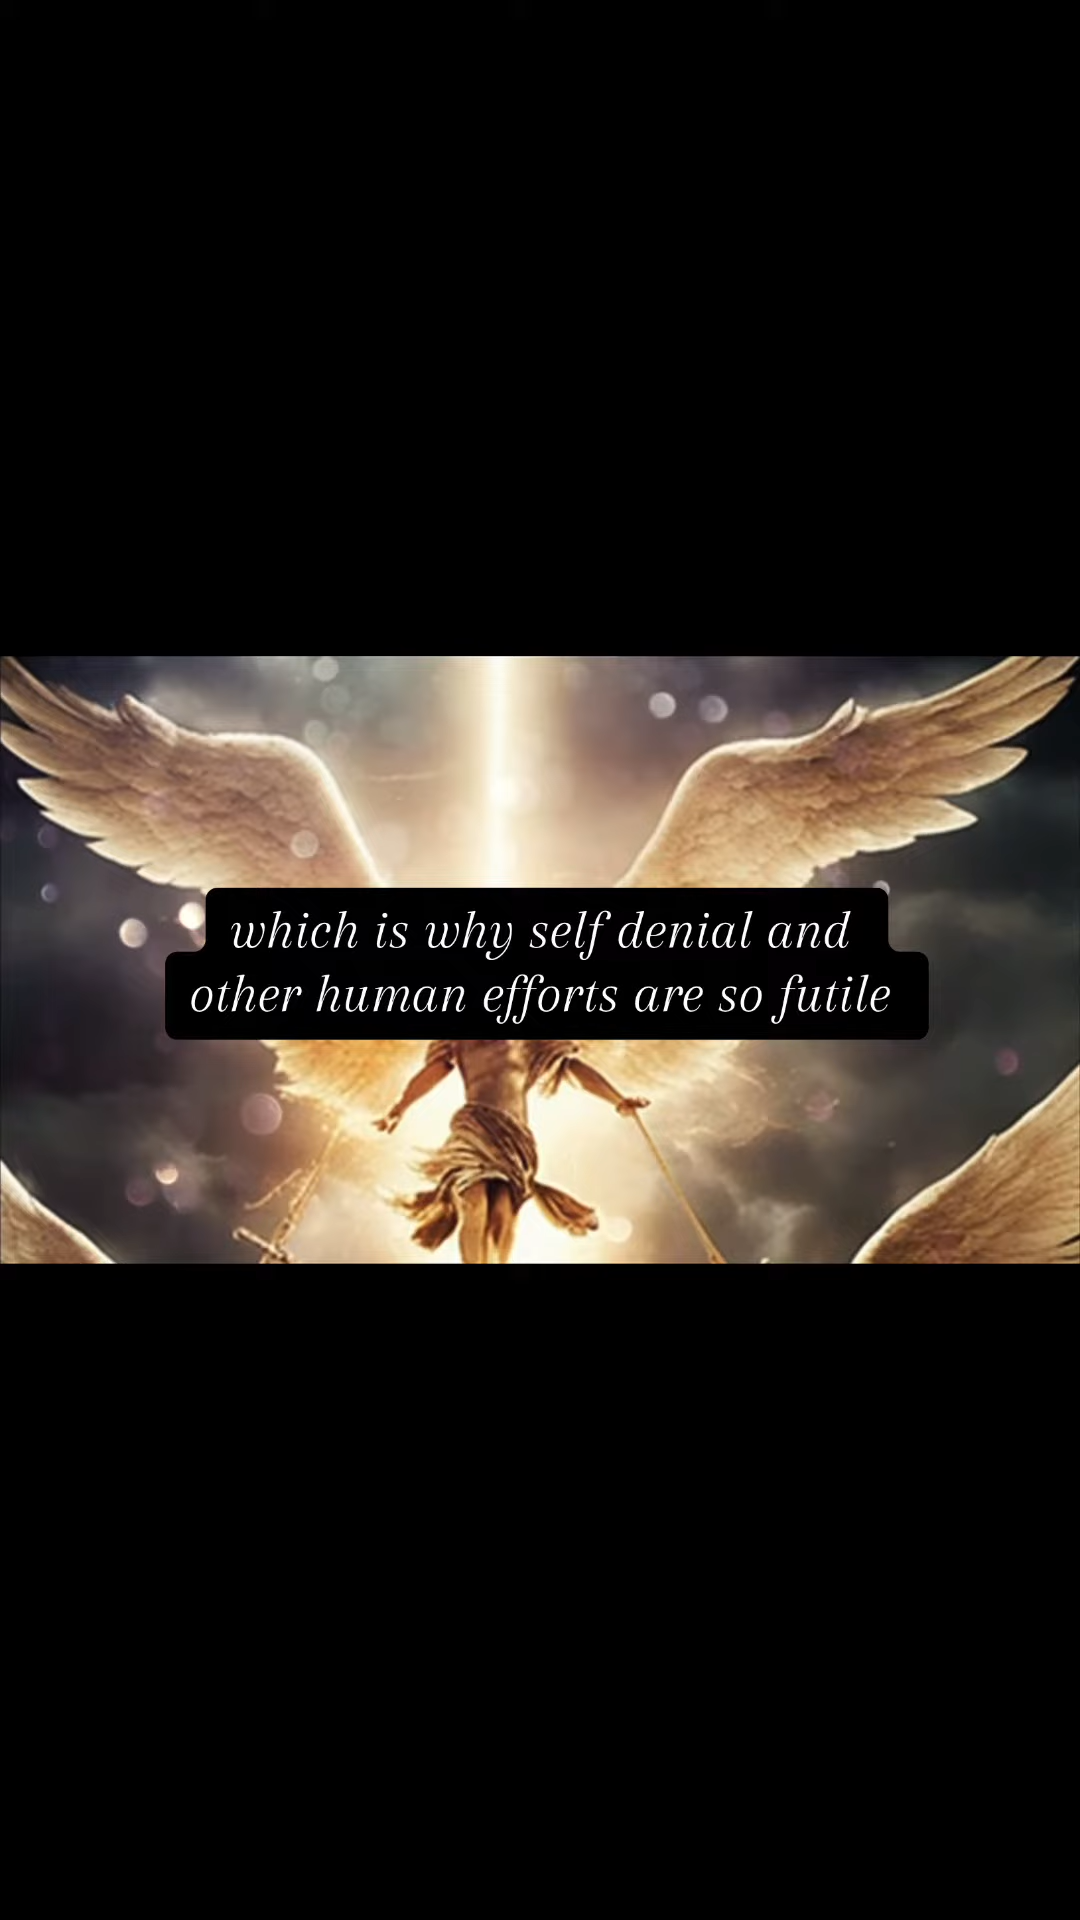 which is why self denial and
other human efforts are so futile